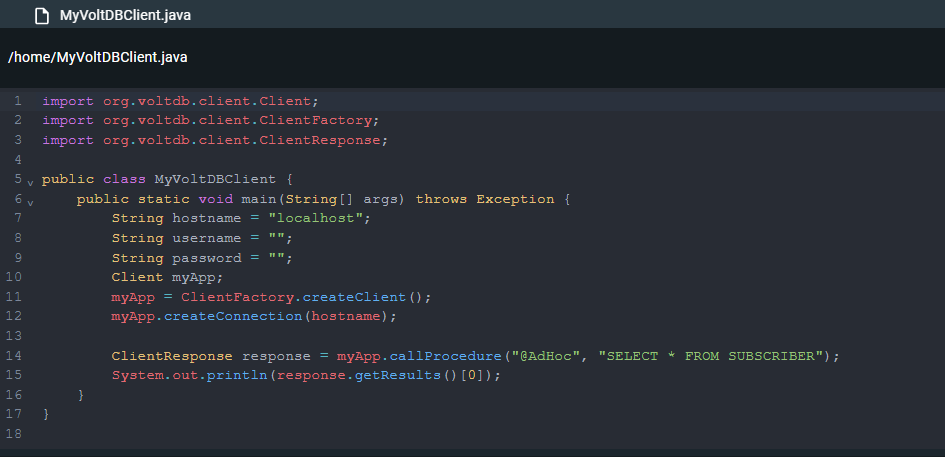 MyVoltDBClient.java
/home/MyVoltDBClient.java
1 import org.voltdb.client.Client;
2 import org.voltdb.client.ClientFactory;
3 import org.voltdb.client.ClientResponse;
4
5 public class MyVoltDBClient {
6 public static void main(String[] args) throws Exception {
7 String hostname = "localhost";
8 String username = "";
9 String password = "";
10 Client myApp;
11 myApp = ClientFactory.createClient();
12 myApp.createConnection(hostname);
13
14 ClientResponse response = myApp.callProcedure("@AdHoc", "SELECT * FROM SUBSCRIBER");
15 System.out.println(response.getResults()[0]);
16 }
17 }
18